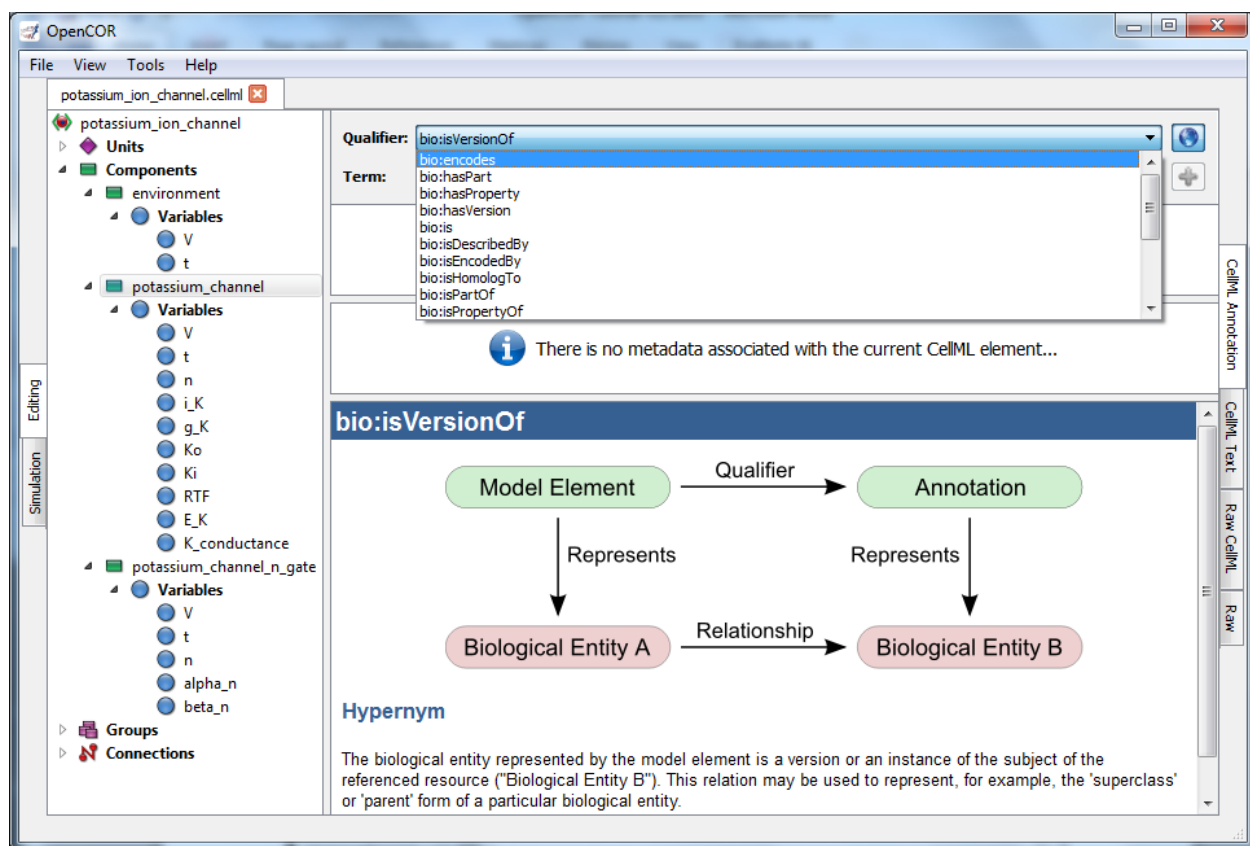 OpenCOR
File View Tools Help
potassium_ion_channel.cellml
potassium_ion_channel
Units
Components
environment
Variables
V
t
potassium_channel
Variables
V
t
n
i_K
g_K
Ko
Ki
RTF
E_K
K_conductance
potassium_channel_n_gate
Variables
V
t
n
alpha_n
beta_n
Groups
Connections
Editing
Simulation
Qualifier: bio:isVersionOf
bio:encodes
Term:
bio:hasPart
bio:hasProperty
bio:hasVersion
bio:is
bio:isDescribedBy
bio:isEncodedBy
bio:isHomologTo
bio:isPartOf
bio:isPropertyOf
There is no metadata associated with the current CellML element...
bio:isVersionOf
Model Element
Qualifier
Annotation
Represents
Represents
Biological Entity A
Relationship
Biological Entity B
Hypernym
The biological entity represented by the model element is a version or an instance of the subject of the
referenced resource ("Biological Entity B"). This relation may be used to represent, for example, the 'superclass'
or 'parent' form of a particular biological entity.
CellML Annotation
CellML Text
Raw CellML
Raw